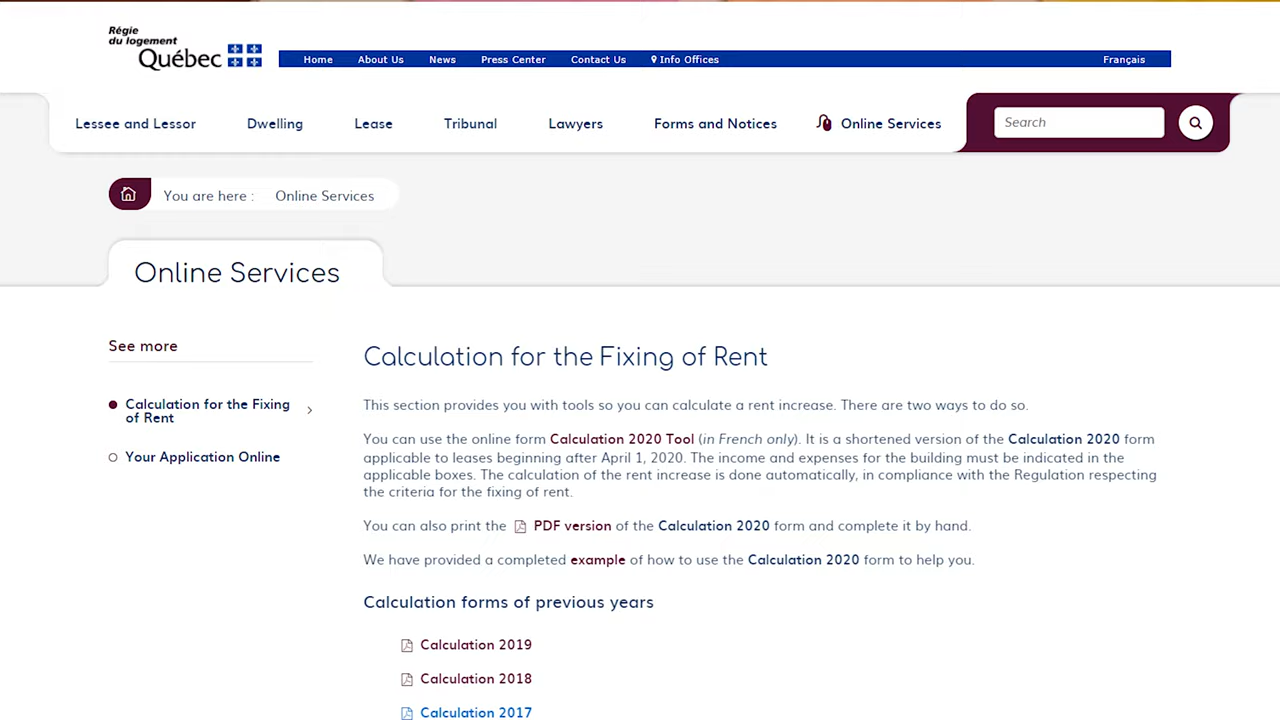 Régie
du logement
Québec
Home About Us News Press Center Contact Us Info Offices Français
Lessee and Lessor Dwelling Lease Tribunal Lawyers Forms and Notices Online Services Search
You are here : Online Services
Online Services
See more
Calculation for the Fixing
of Rent
Your Application Online
Calculation for the Fixing of Rent
This section provides you with tools so you can calculate a rent increase. There are two ways to do so.
You can use the online form Calculation 2020 Tool (in French only). It is a shortened version of the Calculation 2020 form
applicable to leases beginning after April 1, 2020. The income and expenses for the building must be indicated in the
applicable boxes. The calculation of the rent increase is done automatically, in compliance with the Regulation respecting
the criteria for the fixing of rent.
You can also print the PDF version of the Calculation 2020 form and complete it by hand.
We have provided a completed example of how to use the Calculation 2020 form to help you.
Calculation forms of previous years
Calculation 2019
Calculation 2018
Calculation 2017